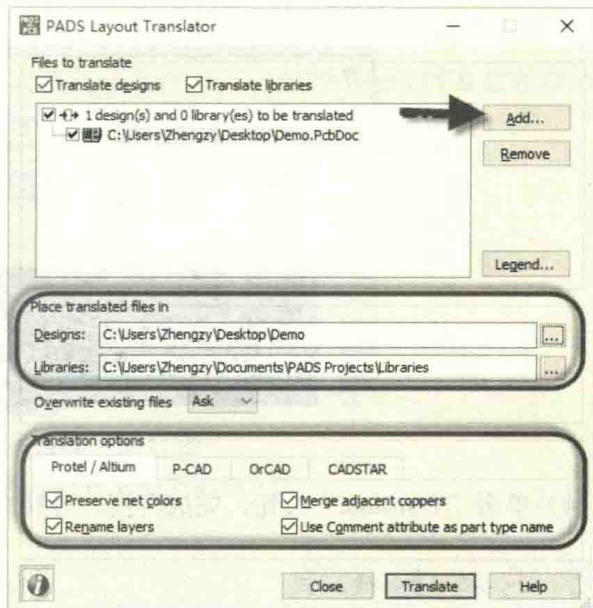 PADS Layout Translator
Files to translate
Translate designs Translate libraries
1 design(s) and 0 library(es) to be translated
C:\Users\Zhengzy\Desktop\Demo.PcbDoc
Add...
Remove
Legend...
Place translated files in
Designs: C:\Users\Zhengzy\Desktop\Demo ...
Libraries: C:\Users\Zhengzy\Documents\PADS Projects\Libraries ...
Overwrite existing files Ask
Translation options
Protel / Altium P-CAD OrCAD CADSTAR
Preserve net colors Merge adjacent coppers
Rename layers Use Comment attribute as part type name
Close Translate Help